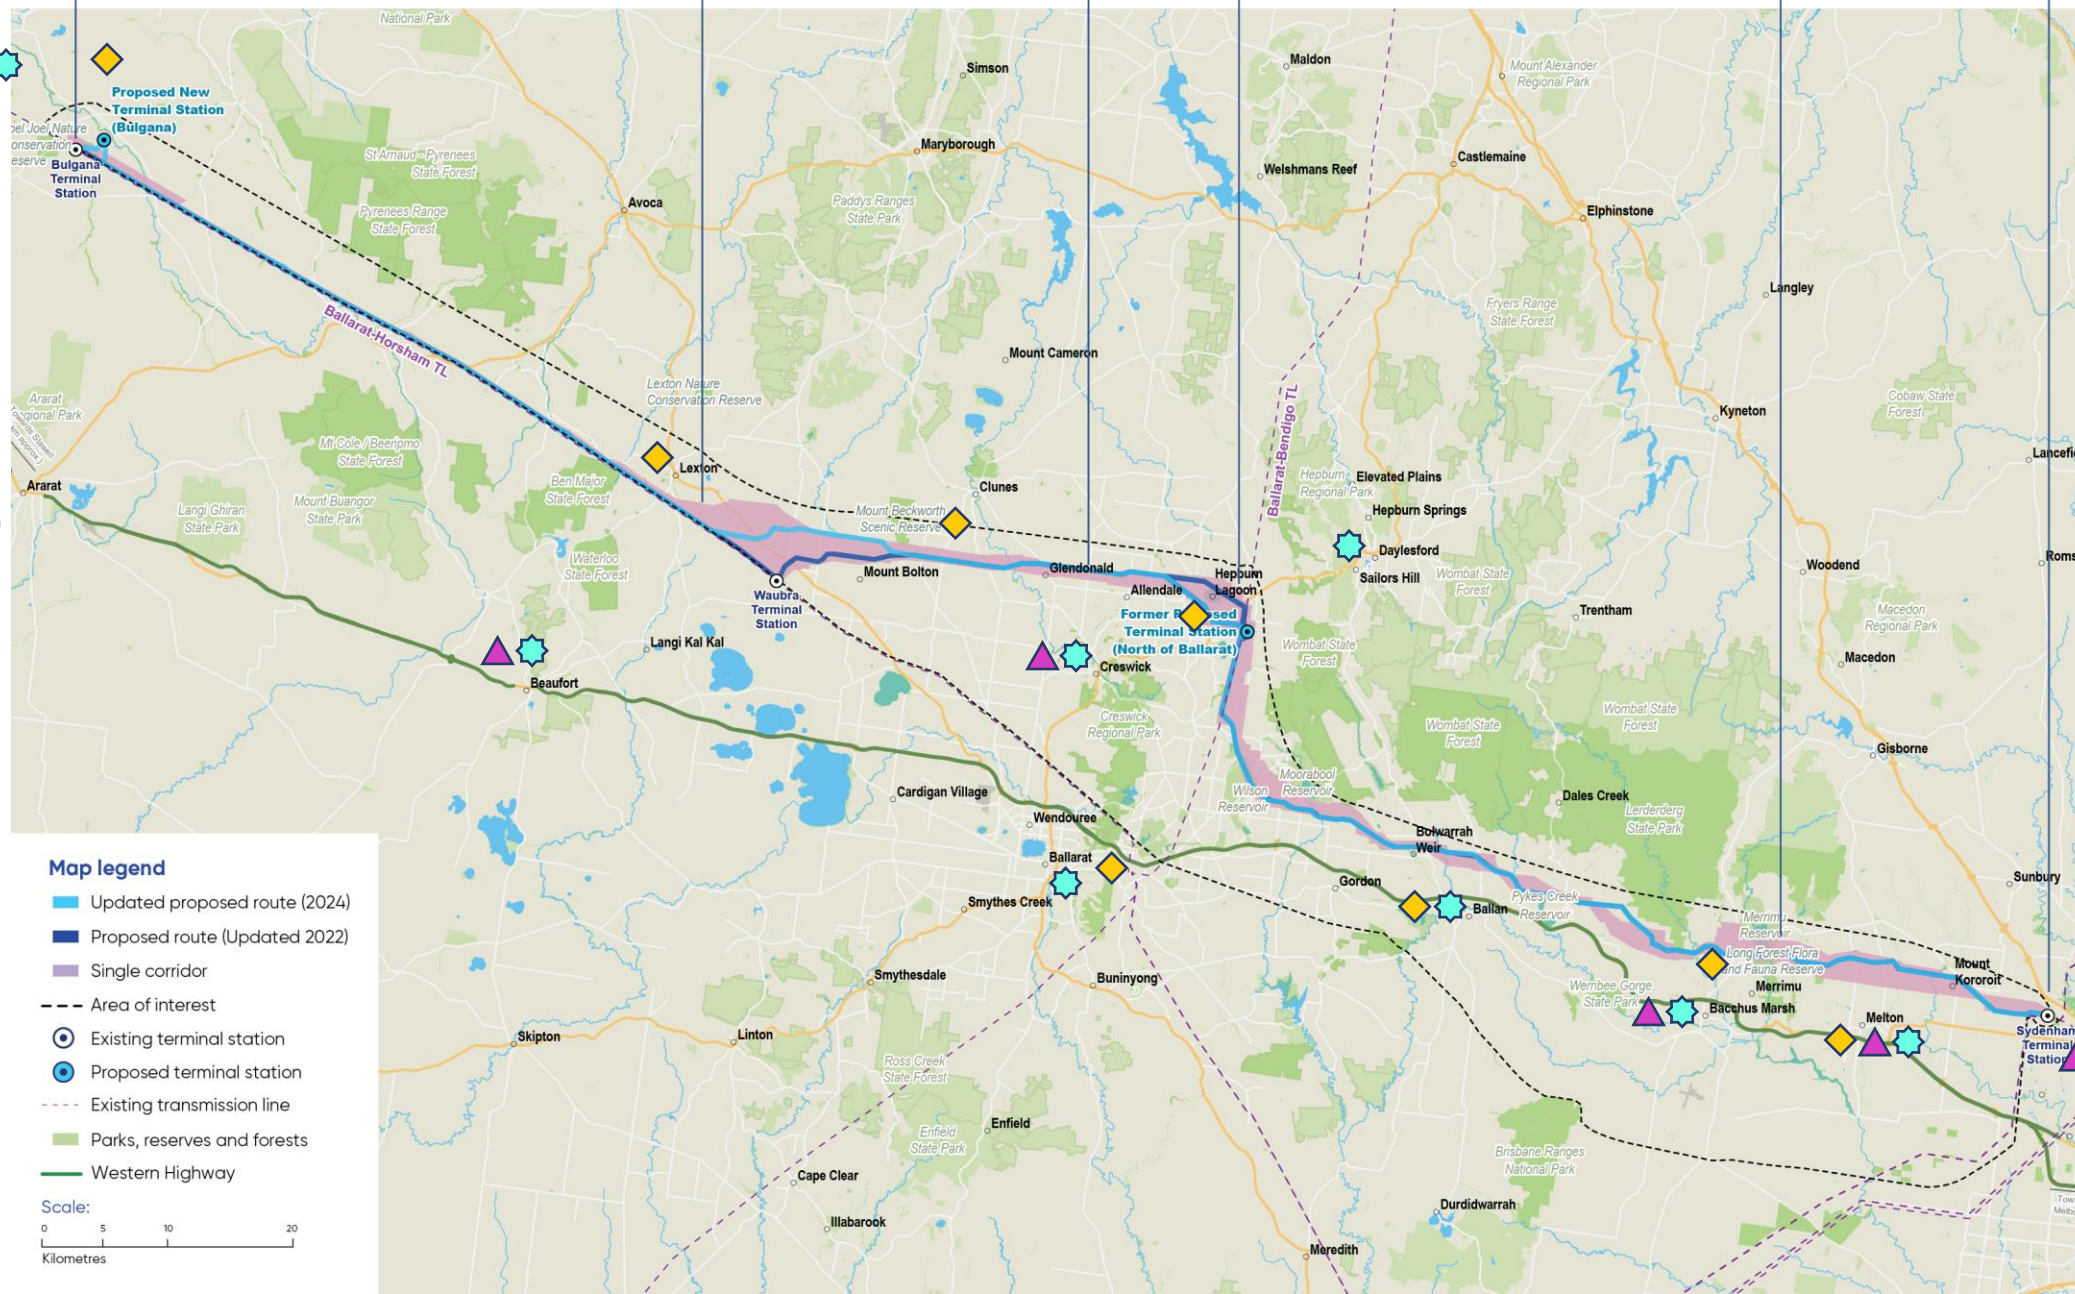 National Park
Simson
Maldon
Mount Alexander
Regional Park
Proposed New
Terminal Station
(Bulgana)
Joel Nature
Conservation
Reserve
Bulgana
Terminal
Station
St Arnaud - Pyrenees
State Forest
Pyrenees Range
State Forest
Avoca
Maryborough
Paddys Ranges
State Park
Welshmans Reef
Castlemaine
Elphinstone
Langley
Fryers Range
State Forest
Ballarat-Horsham TL
Mount Cameron
Lexton Nature
Conservation Reserve
Ballarat-Bendigo TL
Kyneton
Cobaw State
Forest
Ararat
Regional Park
Mt Cole / Beeripmo
State Forest
Lexton
Clunes
Hepburn
Regional Park
Elevated Plains
Ararat
Langi Ghiran
State Park
Mount Buangor
State Park
Ben Major
State Forest
Mount Beckworth
Scenic Reserve
Hepburn Springs
Daylesford
Sailors Hill
Wombat State
Forest
Woodend
Waterloo
State Forest
Mount Bolton
Glendonald
Allendale
Hepburn
Lagoon
Trentham
Macedon
Regional Park
Waubra
Terminal
Station
Former Proposed
Terminal Station
(North of Ballarat)
Langi Kal Kal
Creswick
Wombat State
Forest
Macedon
Beaufort
Creswick
Regional Park
Wombat State
Forest
Wombat State
Forest
Gisborne
Moorabool
Reservoir
Wilson
Reservoir
Cardigan Village
Dales Creek
Lerderderg
State Park
Wendouree
Bolwarrah
Weir
Ballarat
Gordon
Sunbury
Smythes Creek
Ballan
Pykes Creek
Reservoir
Merrimu
Reservoir
Long Forest Flora
and Fauna Reserve
Mount
Kororoit
Smythesdale
Buninyong
Werribee Gorge
State Park
Merrimu
Bacchus Marsh
Melton
Sydenham
Terminal
Station
Skipton
Linton
Ross Creek
State Forest
Enfield
State Park
Enfield
Brisbane Ranges
National Park
Cape Clear
Illabarook
Durdidwarrah
Meredith
Map legend
Updated proposed route (2024)
Proposed route (Updated 2022)
Single corridor
Area of interest
Existing terminal station
Proposed terminal station
Existing transmission line
Parks, reserves and forests
Western Highway
Scale:
0 5 10 20
Kilometres